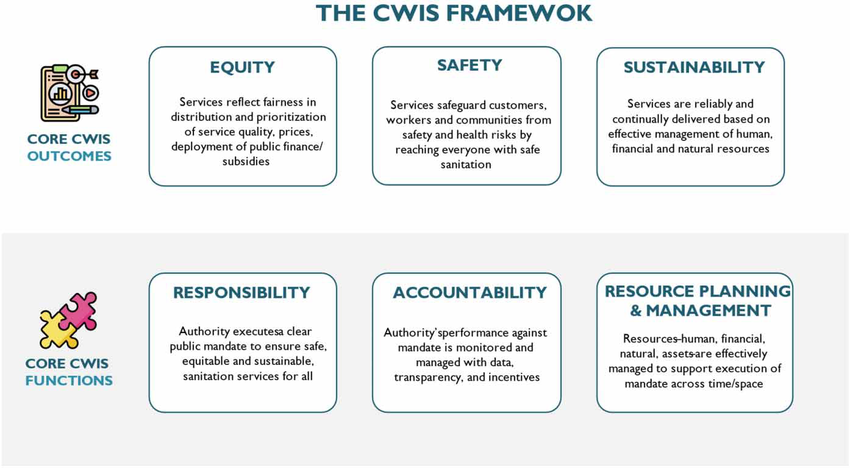 THE CWIS FRAMEWOK
CORE CWIS
OUTCOMES
EQUITY
Services reflect fairness in
distribution and prioritization
of service quality, prices,
deployment of public finance/
subsidies
SAFETY
Services safeguard customers,
workers and communities from
safety and health risks by
reaching everyone with safe
sanitation
SUSTAINABILITY
Services are reliably and
continually delivered based on
effective management of human,
financial and natural resources
CORE CWIS
FUNCTIONS
RESPONSIBILITY
Authority executesa clear
public mandate to ensure safe,
equitable and sustainable,
sanitation services for all
ACCOUNTABILITY
Authority'sperformance against
mandate is monitored and
managed with data,
transparency, and incentives
RESOURCE PLANNING
& MANAGEMENT
Resources–human, financial,
natural, assets–are effectively
managed to support execution of
mandate across time/space